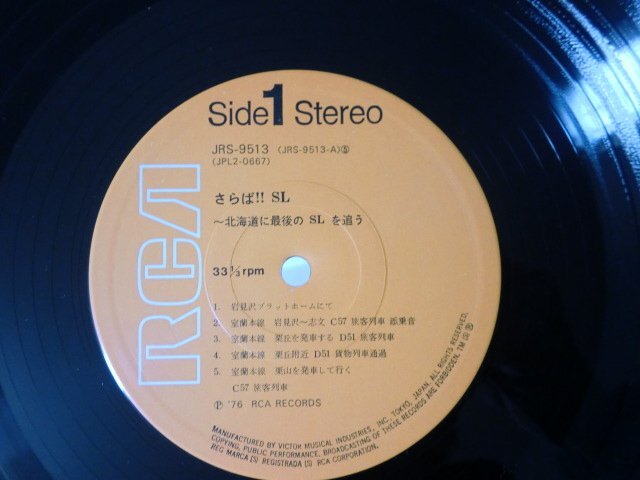 Side 1 Stereo
JRS-9513 (JRS-9513-A)⑤
(JPL2-0667)
さらば!! SL
～北海道に最後の SL を追う
RCA
33⅓ rpm
1. 岩見沢プラットホームにて
2. 室蘭本線 岩見沢～志文 C57 旅客列車 添乗音
3. 室蘭本線 栗丘を発車する D51 旅客列車
4. 室蘭本線 栗丘附近 D51 貨物列車通過
5. 室蘭本線 栗山を発車して行く
C57 旅客列車
Ⓟ '76 RCA RECORDS
MANUFACTURED BY VICTOR MUSICAL INDUSTRIES, INC. TOKYO, JAPAN. ALL RIGHTS RESERVED.
COPYING, PUBLIC PERFORMANCE, BROADCASTING OF THESE RECORDS ARE FORBIDDEN. TM Ⓡ Ⓟ
REG MARCA (S) REGISTRADA (S) RCA CORPORATION.